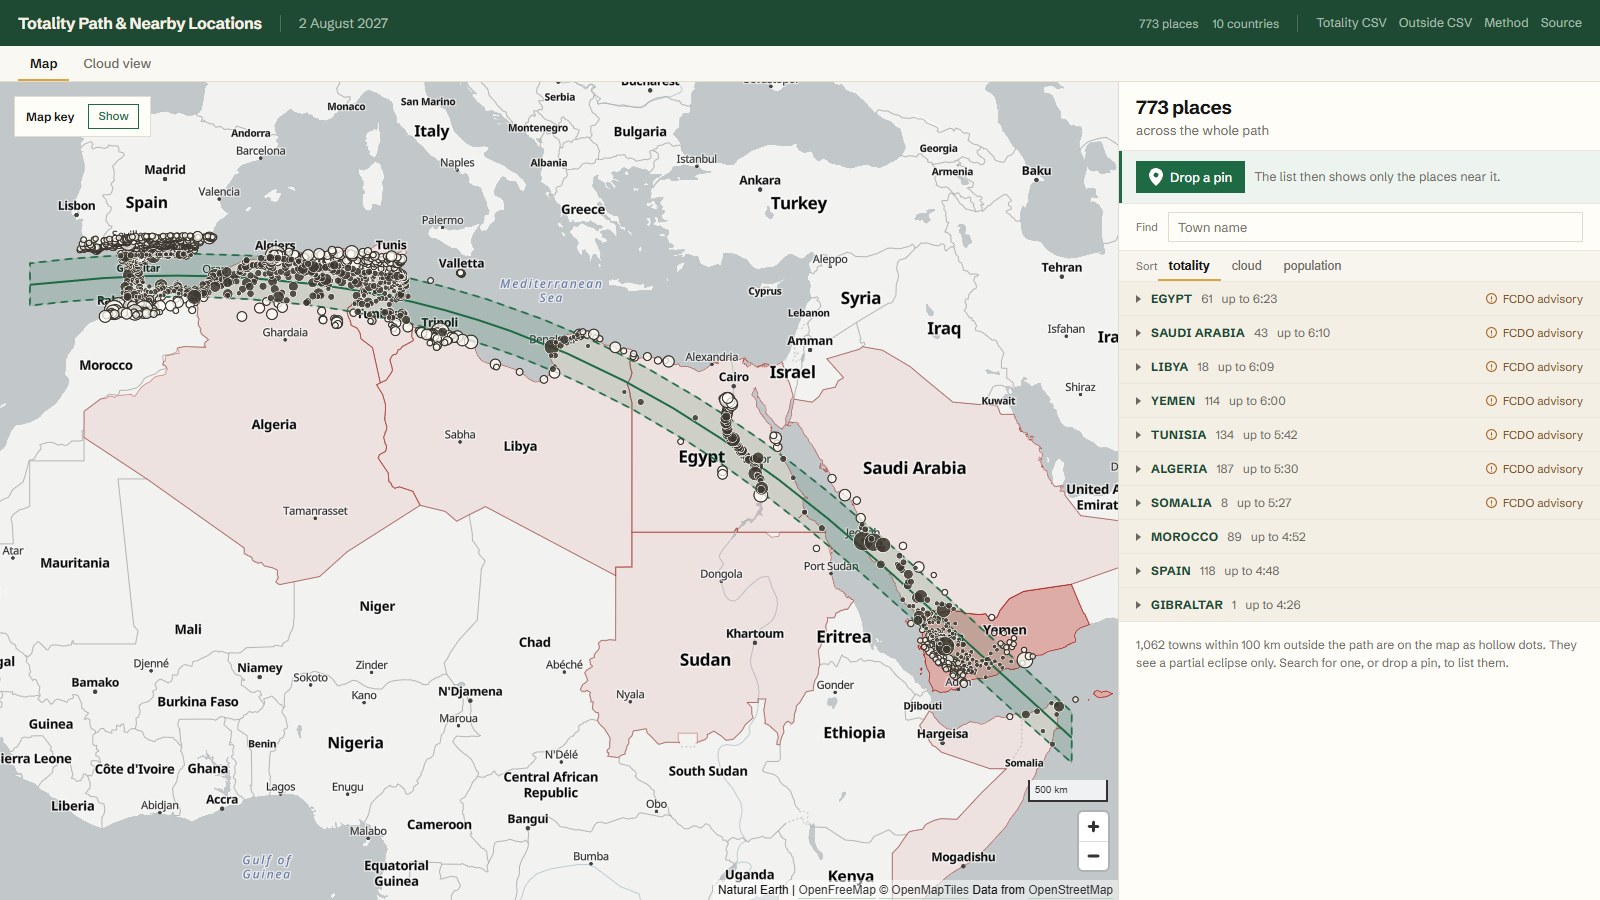 Totality Path & Nearby Locations
2 August 2027
773 places
10 countries
Totality CSV
Outside CSV
Method
Source
Map
Cloud view
Map key
Show
Monaco
San Marino
Serbia
Bucharest
Andorra
Italy
Montenegro
Bulgaria
Georgia
Barcelona
Madrid
Naples
Albania
Istanbul
Armenia
Baku
Valencia
Ankara
Lisbon
Spain
Greece
Turkey
Palermo
Algiers
Tunis
Valletta
Aleppo
Tehran
Mediterranean
Sea
Cyprus
Syria
Lebanon
Iraq
Isfahan
Tripoli
Ghardaia
Amman
Alexandria
Morocco
Cairo
Israel
Shiraz
Kuwait
Algeria
Sabha
Libya
Egypt
Saudi Arabia
Tamanrasset
Atar
Mauritania
Dongola
Port Sudan
Niger
Mali
Chad
Khartoum
Eritrea
Yemen
Sudan
Djenné
Niamey
Zinder
Abéché
Bamako
Sokoto
Kano
N'Djamena
Nyala
Gonder
Burkina Faso
Maroua
Djibouti
Guinea
Benin
Nigeria
Ethiopia
Hargeisa
N'Délé
Côte d'Ivoire
Ghana
South Sudan
Somalia
Central African
Republic
Lagos
Enugu
Liberia
Abidjan
Accra
Obo
Malabo
Cameroon
Bangui
Gulf of
Guinea
Equatorial
Guinea
Bumba
Mogadishu
Uganda
Kenya
500 km
+
−
Natural Earth | OpenFreeMap © OpenMapTiles Data from OpenStreetMap
773 places
across the whole path
Drop a pin
The list then shows only the places near it.
Find
Town name
Sort
totality
cloud
population
EGYPT 61 up to 6:23 FCDO advisory
SAUDI ARABIA 43 up to 6:10 FCDO advisory
LIBYA 18 up to 6:09 FCDO advisory
YEMEN 114 up to 6:00 FCDO advisory
TUNISIA 134 up to 5:42 FCDO advisory
ALGERIA 187 up to 5:30 FCDO advisory
SOMALIA 8 up to 5:27 FCDO advisory
MOROCCO 89 up to 4:52
SPAIN 118 up to 4:48
GIBRALTAR 1 up to 4:26
1,062 towns within 100 km outside the path are on the map as hollow dots. They
see a partial eclipse only. Search for one, or drop a pin, to list them.